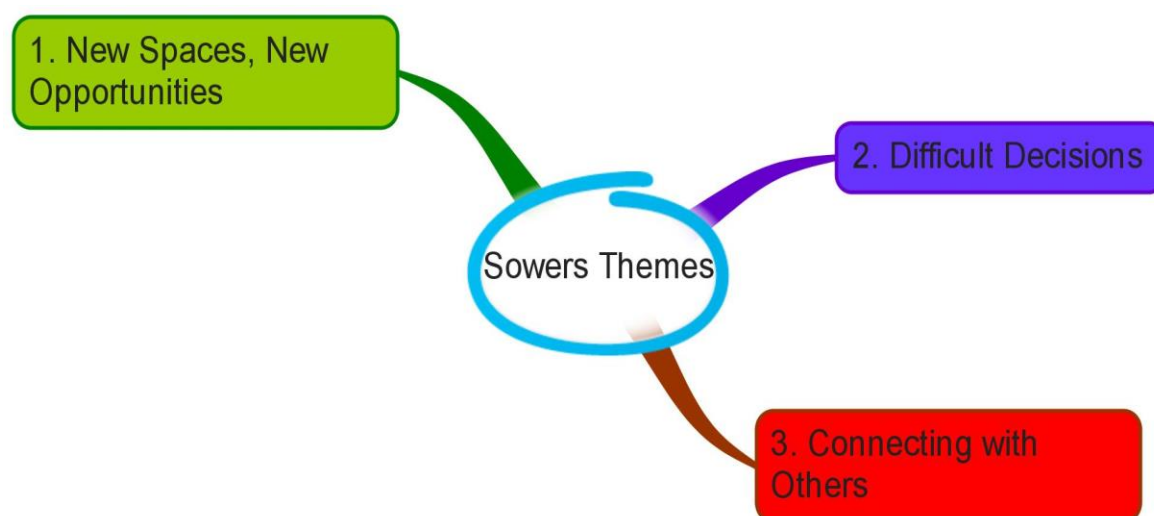 1. New Spaces, New
Opportunities
2. Difficult Decisions
Sowers Themes
3. Connecting with
Others